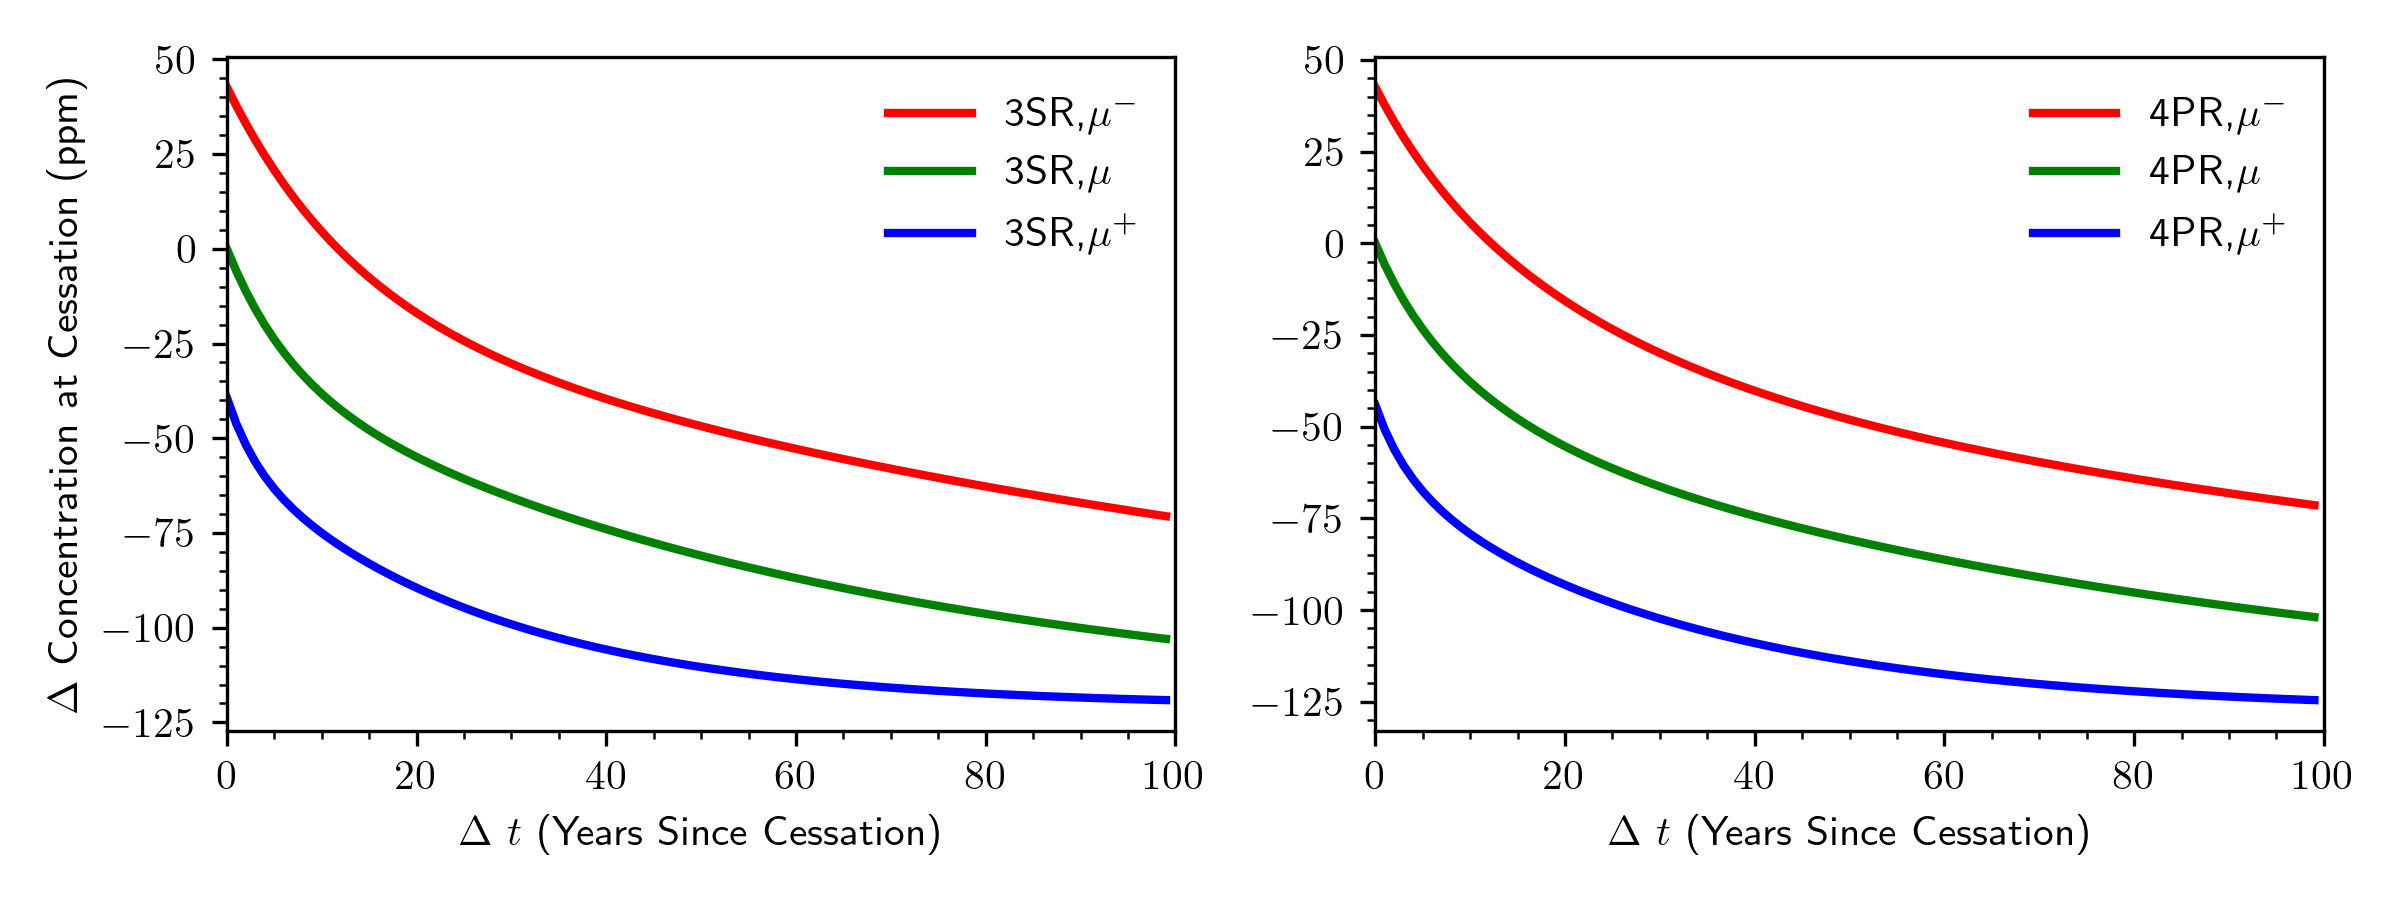 Δ Concentration at Cessation (ppm)
50
25
0
−25
−50
−75
−100
−125
0 20 40 60 80 100
Δ t (Years Since Cessation)
3SR,μ⁻
3SR,μ
3SR,μ⁺
50
25
0
−25
−50
−75
−100
−125
0 20 40 60 80 100
Δ t (Years Since Cessation)
4PR,μ⁻
4PR,μ
4PR,μ⁺